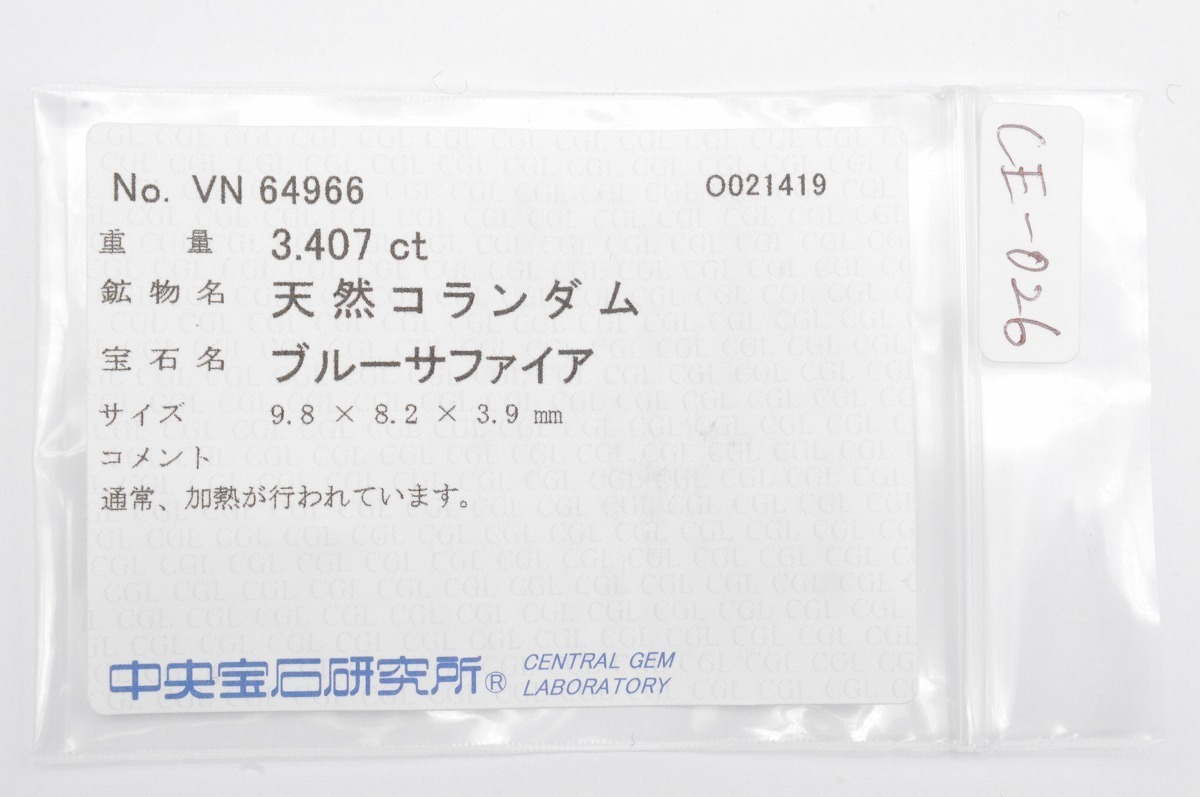 No. VN 64966 O021419
重 量 3.407 ct
鉱物名 天然コランダム
宝石名 ブルーサファイア
サイズ 9.8 × 8.2 × 3.9 mm
コメント
通常、加熱が行われています。
中央宝石研究所® CENTRAL GEM
LABORATORY
CE-026